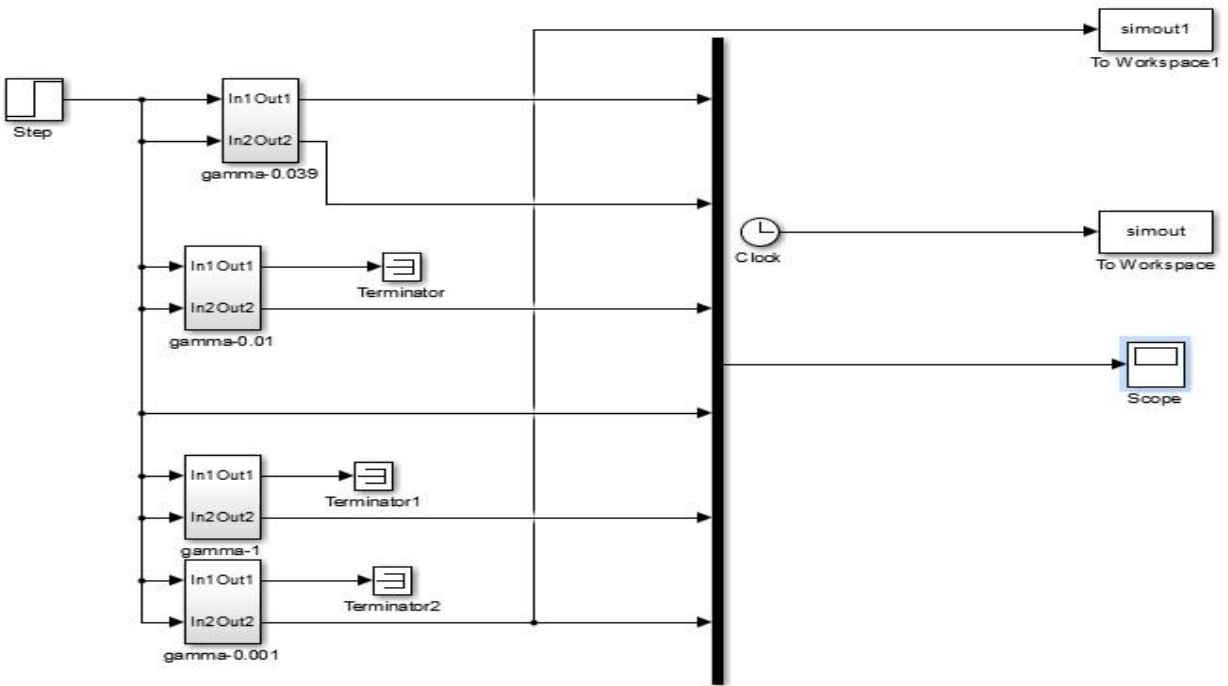 simout1
To Workspace1
Step
In1 Out1
In2 Out2
gamma-0.039
simout
To Workspace
Clock
In1 Out1
In2 Out2
gamma-0.01
Terminator
Scope
In1 Out1
In2 Out2
gamma-1
Terminator1
In1 Out1
In2 Out2
gamma-0.001
Terminator2